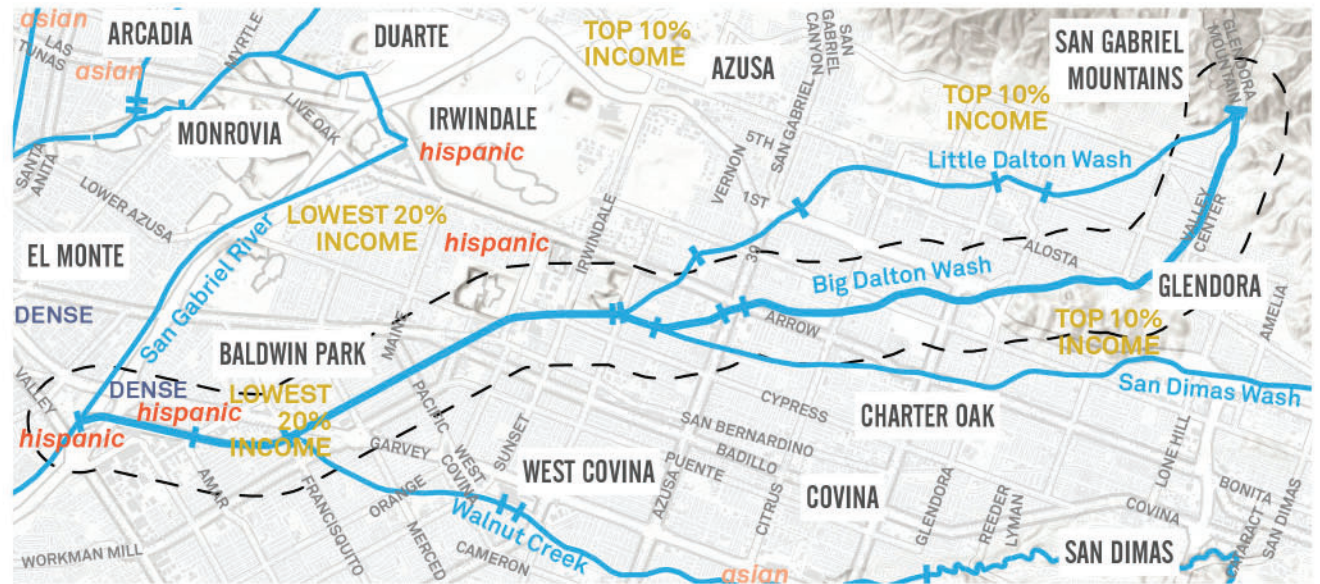 asian
ARCADIA
MYRTLE
DUARTE
TOP 10%
INCOME
AZUSA
SAN
GABRIEL
CANYON
SAN GABRIEL
MOUNTAINS
GLENDORA
MOUNTAIN
LAS
TUNAS
asian
LIVE OAK
MONROVIA
IRWINDALE
hispanic
TOP 10%
INCOME
5TH
SAN GABRIEL
VERNON
1ST
Little Dalton Wash
SANTA
ANITA
LOWER AZUSA
LOWEST 20%
INCOME
hispanic
IRWINDALE
39
ALOSTA
VALLEY
CENTER
EL MONTE
San Gabriel River
Big Dalton Wash
GLENDORA
AMELIA
DENSE
BALDWIN PARK
MAINE
ARROW
TOP 10%
INCOME
VALLEY
DENSE
hispanic
LOWEST
20%
INCOME
hispanic
PACIFIC
CYPRESS
CHARTER OAK
San Dimas Wash
SAN BERNARDINO
BADILLO
PUENTE
GARVEY
WEST
COVINA
SUNSET
WEST COVINA
AZUSA
CITRUS
COVINA
GLENDORA
REEDER
LYMAN
LONE HILL
COVINA
BONITA
CATARACT
SAN DIMAS
AMAR
FRANCISQUITO
ORANGE
MERCED
Walnut Creek
CAMERON
WORKMAN MILL
asian
SAN DIMAS